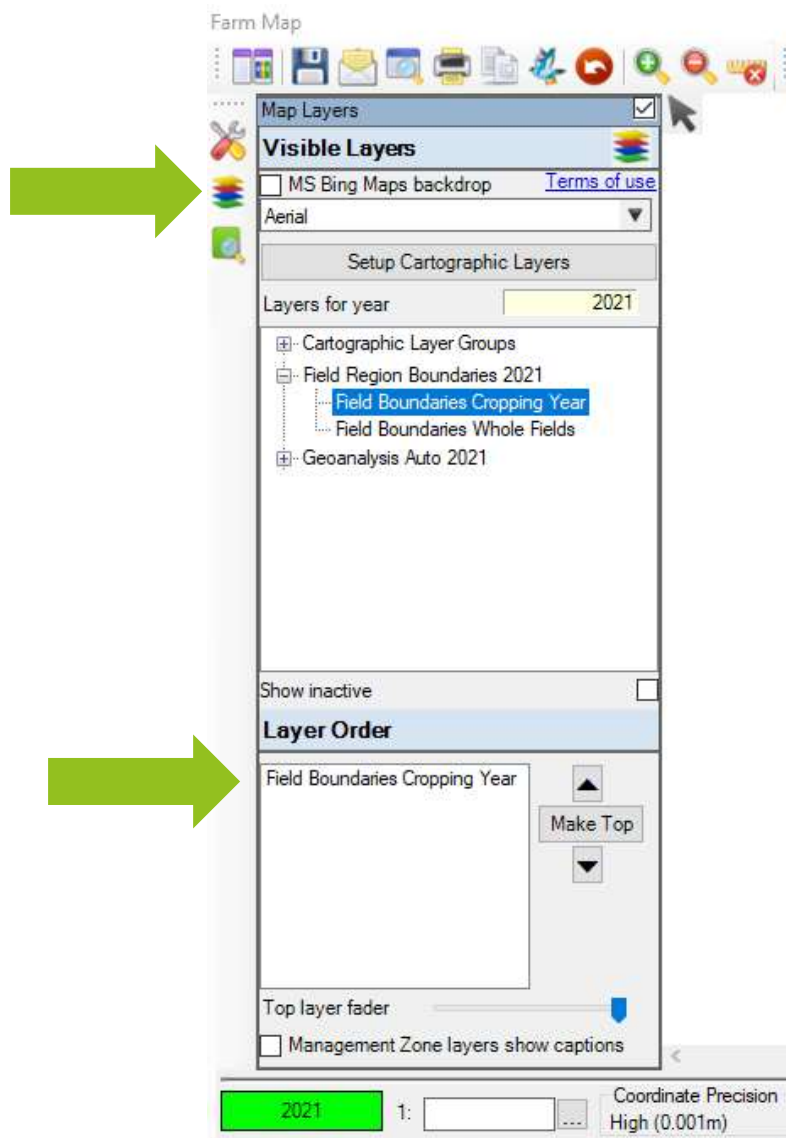 Farm Map
Map Layers
Visible Layers
MS Bing Maps backdrop Terms of use
Aerial
Setup Cartographic Layers
Layers for year 2021
Cartographic Layer Groups
Field Region Boundaries 2021
Field Boundaries Cropping Year
Field Boundaries Whole Fields
Geoanalysis Auto 2021
Show inactive
Layer Order
Field Boundaries Cropping Year
Make Top
Top layer fader
Management Zone layers show captions
2021 1: ... Coordinate Precision
High (0.001m)